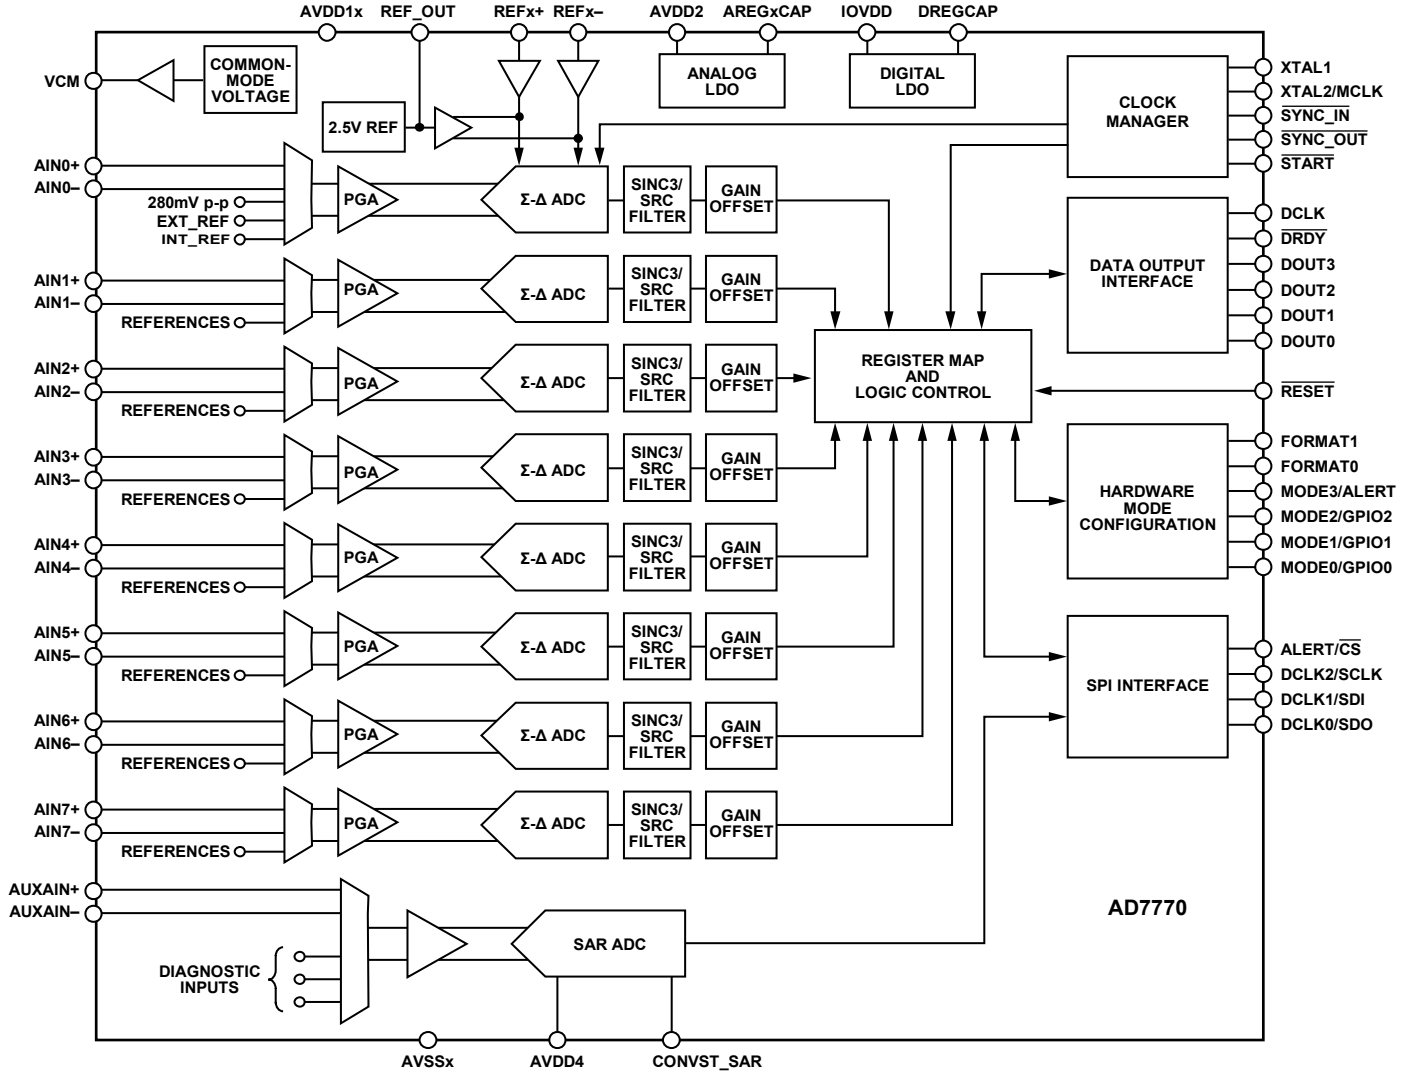 AVDD1x REF_OUT REFx+ REFx– AVDD2 AREGxCAP IOVDD DREGCAP
VCM
COMMON-
MODE
VOLTAGE
2.5V REF
ANALOG
LDO
DIGITAL
LDO
CLOCK
MANAGER
XTAL1
XTAL2/MCLK
SYNC_IN
SYNC_OUT
START
AIN0+
AIN0–
280mV p-p
EXT_REF
INT_REF
PGA
Σ-Δ ADC
SINC3/
SRC
FILTER
GAIN
OFFSET
DATA OUTPUT
INTERFACE
DCLK
DRDY
DOUT3
DOUT2
DOUT1
DOUT0
AIN1+
AIN1–
REFERENCES
PGA
Σ-Δ ADC
SINC3/
SRC
FILTER
GAIN
OFFSET
REGISTER MAP
AND
LOGIC CONTROL
RESET
AIN2+
AIN2–
REFERENCES
PGA
Σ-Δ ADC
SINC3/
SRC
FILTER
GAIN
OFFSET
AIN3+
AIN3–
REFERENCES
PGA
Σ-Δ ADC
SINC3/
SRC
FILTER
GAIN
OFFSET
HARDWARE
MODE
CONFIGURATION
FORMAT1
FORMAT0
MODE3/ALERT
MODE2/GPIO2
MODE1/GPIO1
MODE0/GPIO0
AIN4+
AIN4–
REFERENCES
PGA
Σ-Δ ADC
SINC3/
SRC
FILTER
GAIN
OFFSET
AIN5+
AIN5–
REFERENCES
PGA
Σ-Δ ADC
SINC3/
SRC
FILTER
GAIN
OFFSET
SPI INTERFACE
ALERT/CS
DCLK2/SCLK
DCLK1/SDI
DCLK0/SDO
AIN6+
AIN6–
REFERENCES
PGA
Σ-Δ ADC
SINC3/
SRC
FILTER
GAIN
OFFSET
AIN7+
AIN7–
REFERENCES
PGA
Σ-Δ ADC
SINC3/
SRC
FILTER
GAIN
OFFSET
AUXAIN+
AUXAIN–
DIAGNOSTIC
INPUTS
SAR ADC
AD7770
AVSSx AVDD4 CONVST_SAR